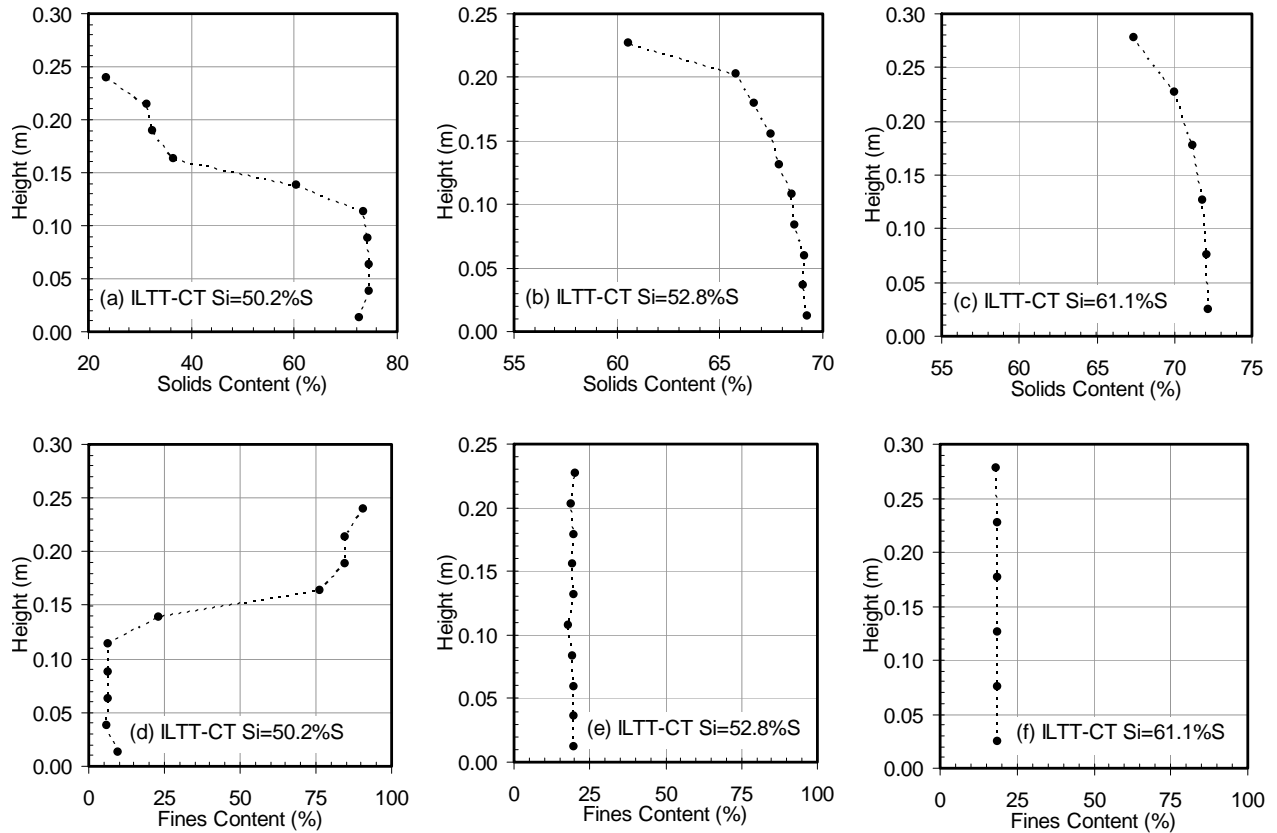 0.30
0.25
0.20
0.15
0.10
0.05
0.00
Height (m)
(a) ILTT-CT Si=50.2%S
20 40 60 80
Solids Content (%)
0.25
0.20
0.15
0.10
0.05
0.00
Height (m)
(b) ILTT-CT Si=52.8%S
55 60 65 70
Solids Content (%)
0.30
0.25
0.20
0.15
0.10
0.05
0.00
Height (m)
(c) ILTT-CT Si=61.1%S
55 60 65 70 75
Solids Content (%)
0.30
0.25
0.20
0.15
0.10
0.05
0.00
Height (m)
(d) ILTT-CT Si=50.2%S
0 25 50 75 100
Fines Content (%)
0.25
0.20
0.15
0.10
0.05
0.00
Height (m)
(e) ILTT-CT Si=52.8%S
0 25 50 75 100
Fines Content (%)
0.30
0.25
0.20
0.15
0.10
0.05
0.00
Height (m)
(f) ILTT-CT Si=61.1%S
0 25 50 75 100
Fines Content (%)